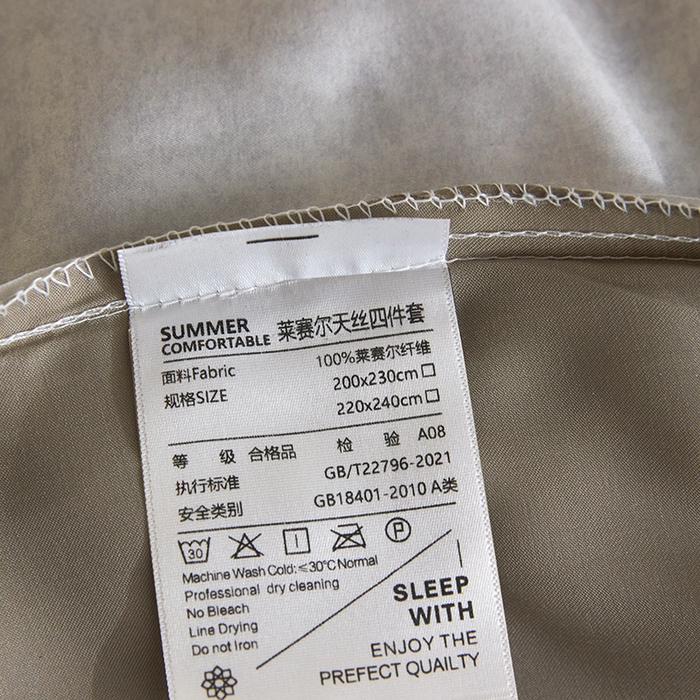 SUMMER
COMFORTABLE 莱赛尔天丝四件套
面料Fabric 100%莱赛尔纤维
规格SIZE 200x230cm□
220x240cm□
等 级 合格品 检 验 A08
执行标准 GB/T22796-2021
安全类别 GB18401-2010 A类
30 P
Machine Wash Cold:≤30℃ Normal
Professional dry cleaning
No Bleach
Line Drying
Do not Iron
SLEEP
WITH
ENJOY THE
PREFECT QUAILTY